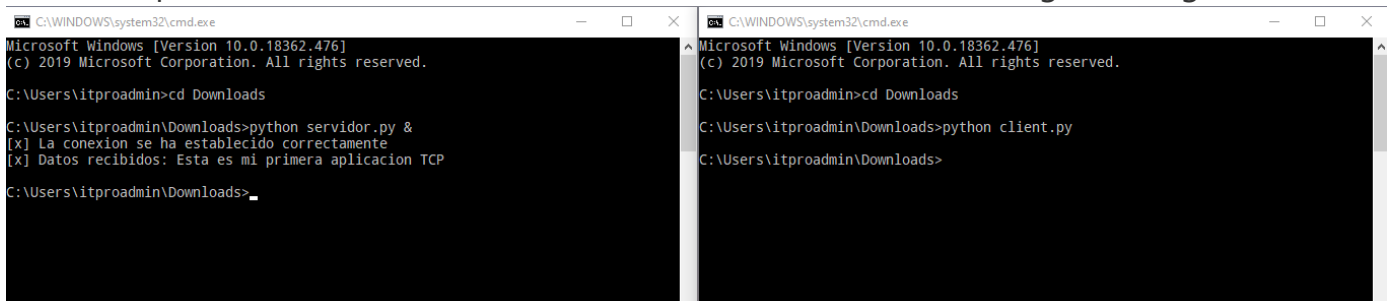 C:\WINDOWS\system32\cmd.exe
Microsoft Windows [Version 10.0.18362.476]
(c) 2019 Microsoft Corporation. All rights reserved.
C:\Users\itproadmin>cd Downloads
C:\Users\itproadmin\Downloads>python servidor.py &
[x] La conexion se ha establecido correctamente
[x] Datos recibidos: Esta es mi primera aplicacion TCP
C:\Users\itproadmin\Downloads>
C:\WINDOWS\system32\cmd.exe
Microsoft Windows [Version 10.0.18362.476]
(c) 2019 Microsoft Corporation. All rights reserved.
C:\Users\itproadmin>cd Downloads
C:\Users\itproadmin\Downloads>python client.py
C:\Users\itproadmin\Downloads>